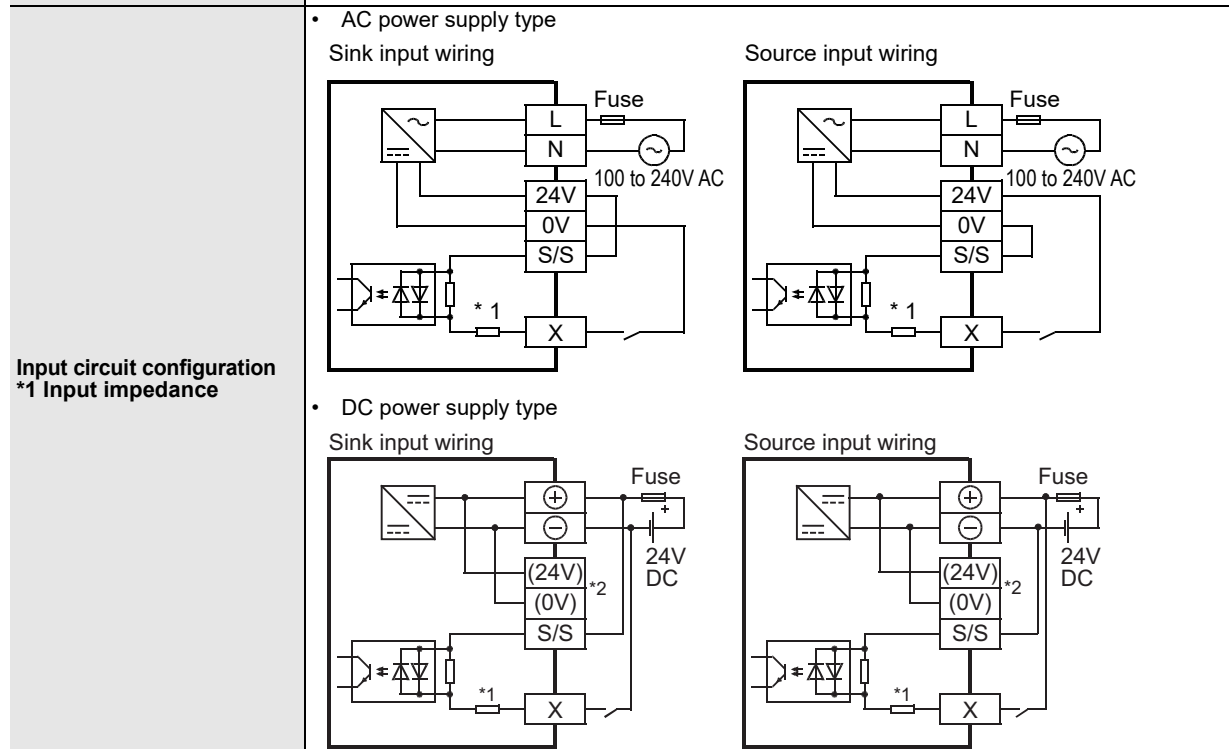 Input circuit configuration
*1 Input impedance
• AC power supply type
Sink input wiring
L
N
24V
0V
S/S
X
Fuse
100 to 240V AC
* 1
Source input wiring
L
N
24V
0V
S/S
X
Fuse
100 to 240V AC
* 1
• DC power supply type
Sink input wiring
+
−
(24V)
(0V)
*2
S/S
X
Fuse
+
24V
DC
*1
Source input wiring
+
−
(24V)
(0V)
*2
S/S
X
Fuse
+
24V
DC
*1